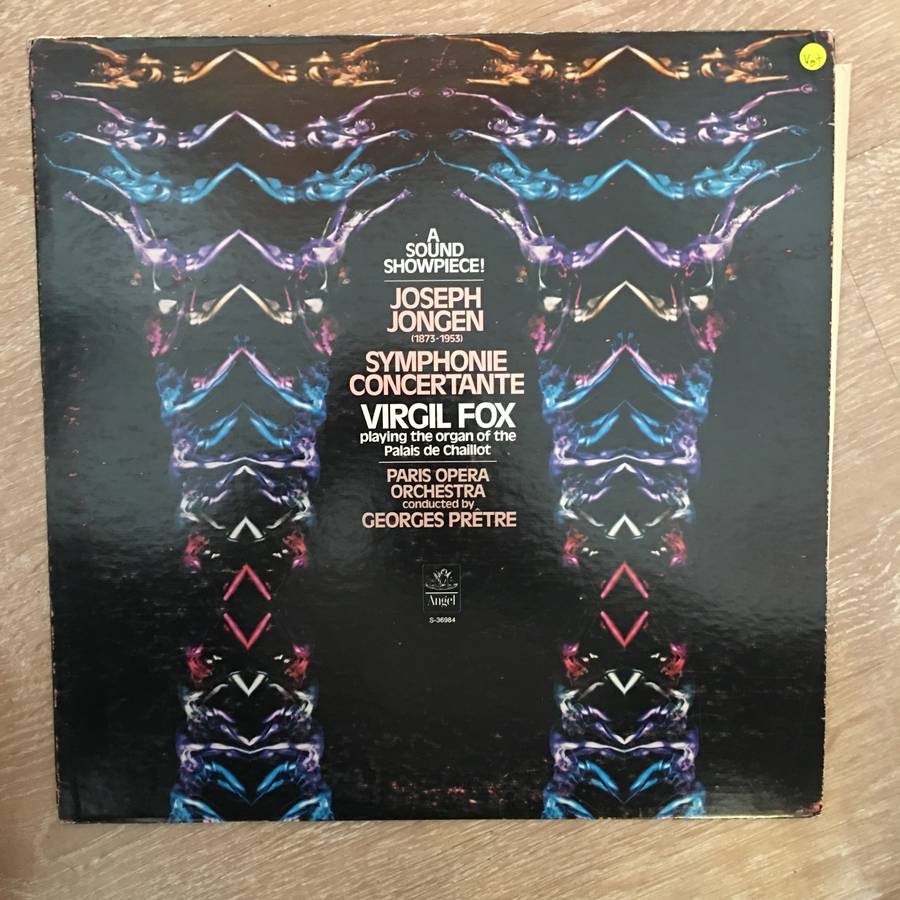 VG+
A
SOUND
SHOWPIECE!
JOSEPH
JONGEN
(1873-1953)
SYMPHONIE
CONCERTANTE
VIRGIL FOX
playing the organ of the
Palais de Chaillot
PARIS OPERA
ORCHESTRA
conducted by
GEORGES PRÊTRE
Angel
S-36984